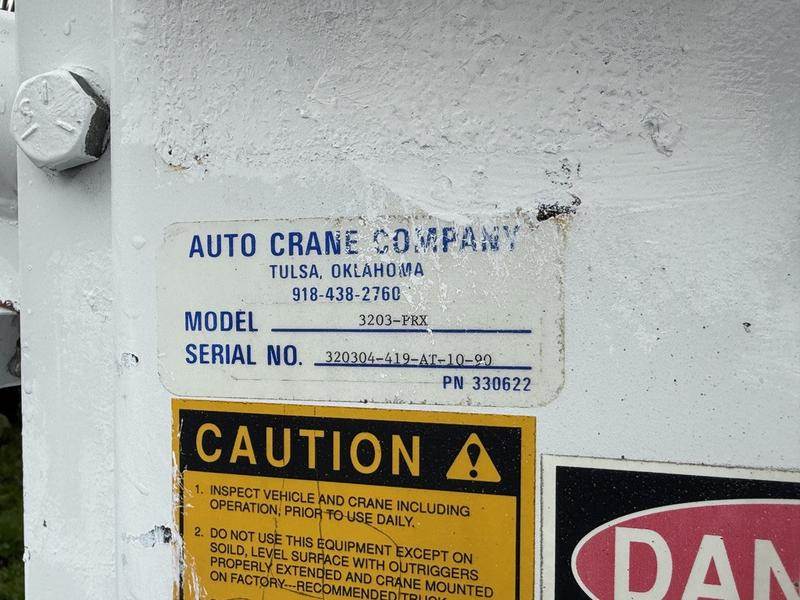 AUTO CRANE COMPANY
TULSA, OKLAHOMA
918-438-2760
MODEL 3203-PRX
SERIAL NO. 320304-419-AT-10-90
PN 330622
CAUTION
1. INSPECT VEHICLE AND CRANE INCLUDING
OPERATION, PRIOR TO USE DAILY.
2. DO NOT USE THIS EQUIPMENT EXCEPT ON
SOILD, LEVEL SURFACE WITH OUTRIGGERS
PROPERLY EXTENDED AND CRANE MOUNTED
ON FACTORY---RECOMMENDED TRUCK
DAN